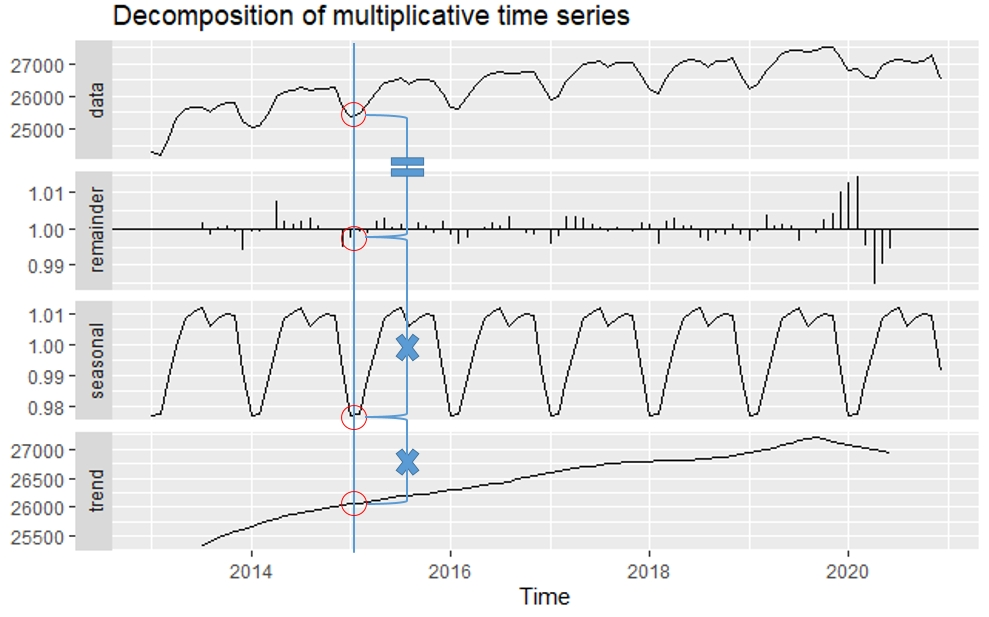 Decomposition of multiplicative time series
27000
26000
25000
data
1.01
1.00
0.99
remainder
1.01
1.00
0.99
0.98
seasonal
27000
26500
26000
25500
trend
2014 2016 2018 2020
Time